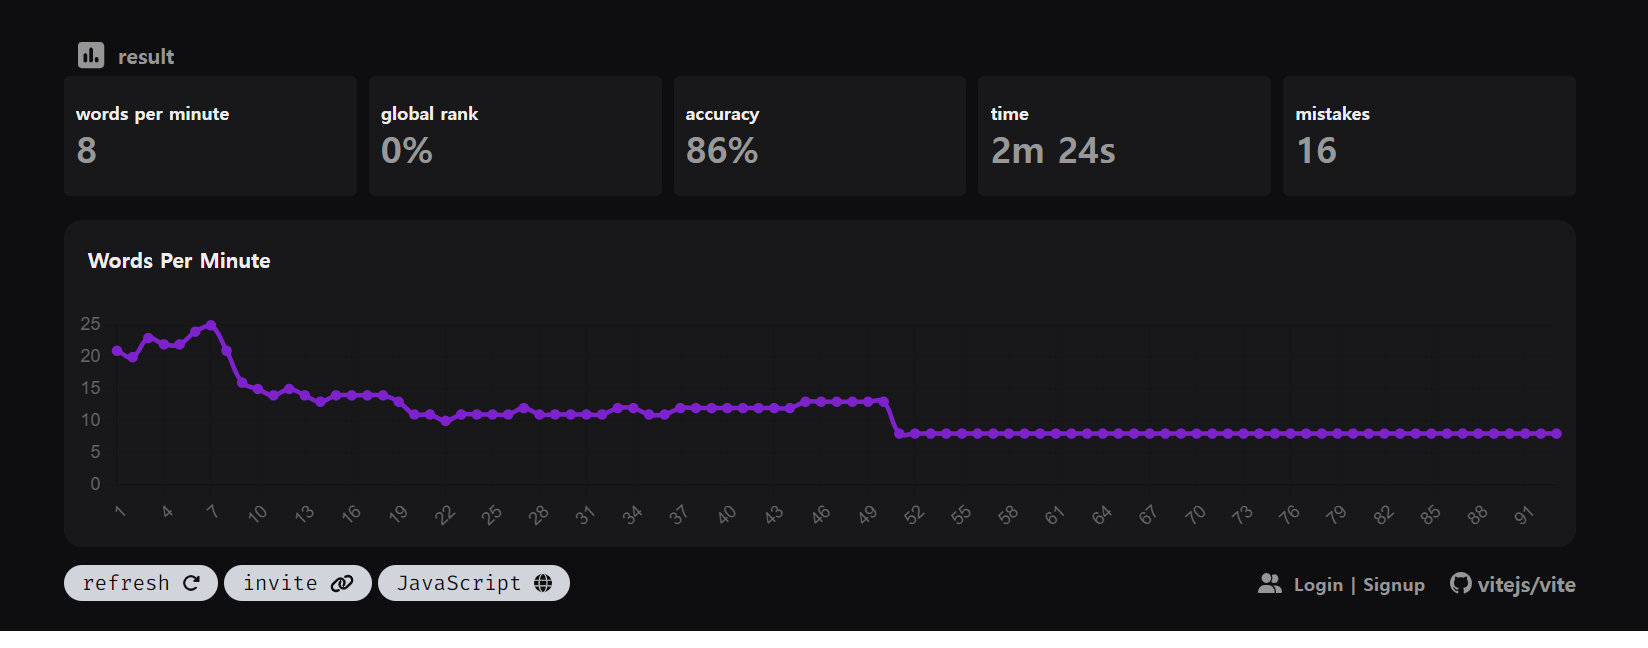 result
words per minute
8
global rank
0%
accuracy
86%
time
2m 24s
mistakes
16
Words Per Minute
25
20
15
10
5
0
1 4 7 10 13 16 19 22 25 28 31 34 37 40 43 46 49 52 55 58 61 64 67 70 73 76 79 82 85 88 91
refresh invite JavaScript
Login | Signup vitejs/vite